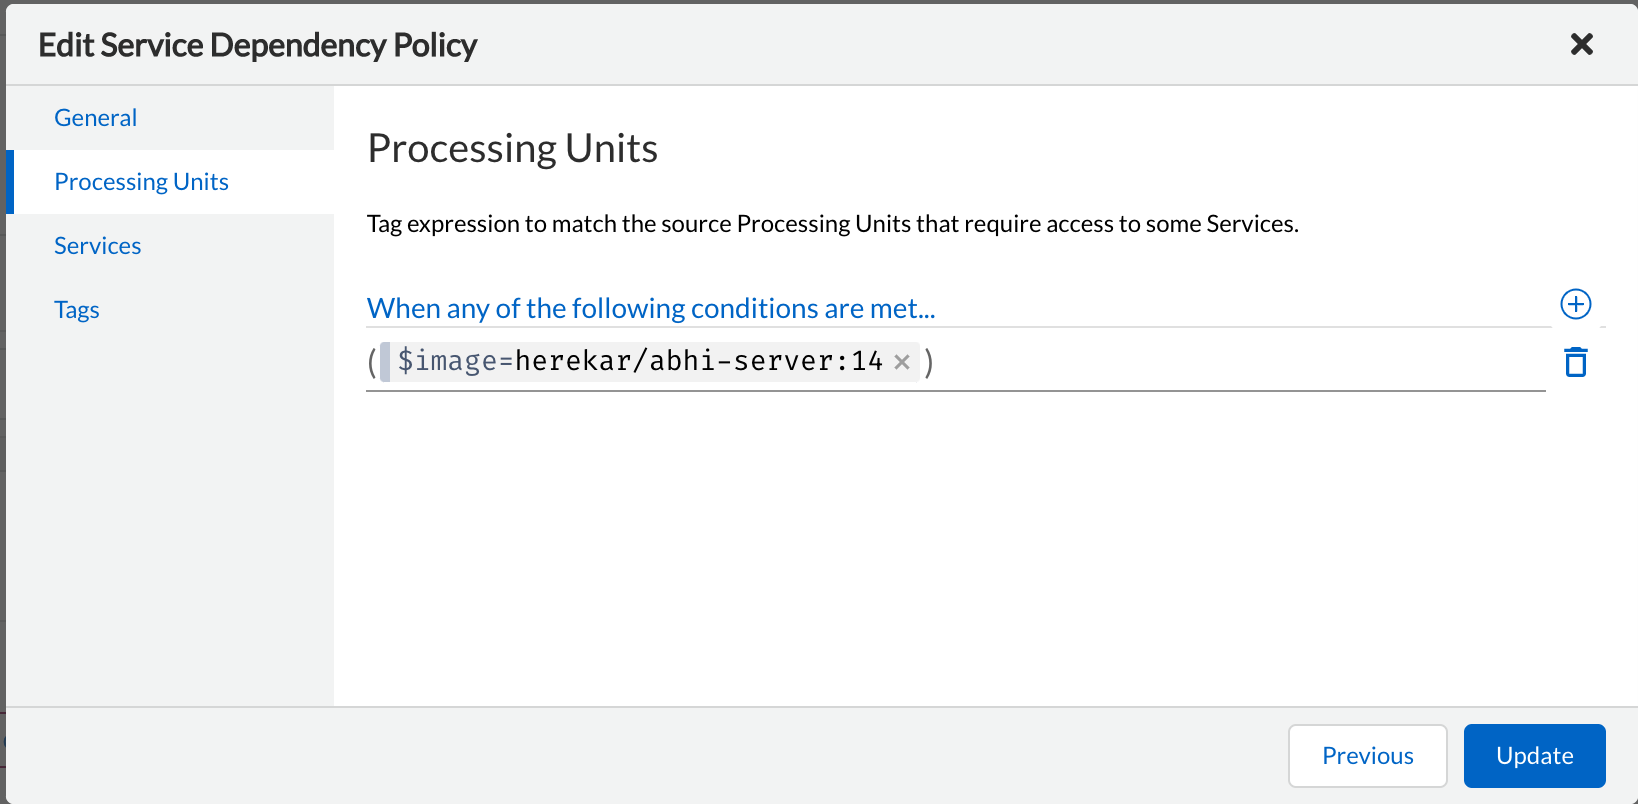 Edit Service Dependency Policy
General
Processing Units
Services
Tags
Processing Units
Tag expression to match the source Processing Units that require access to some Services.
When any of the following conditions are met...
($image=herekar/abhi-server:14 ×)
Previous
Update